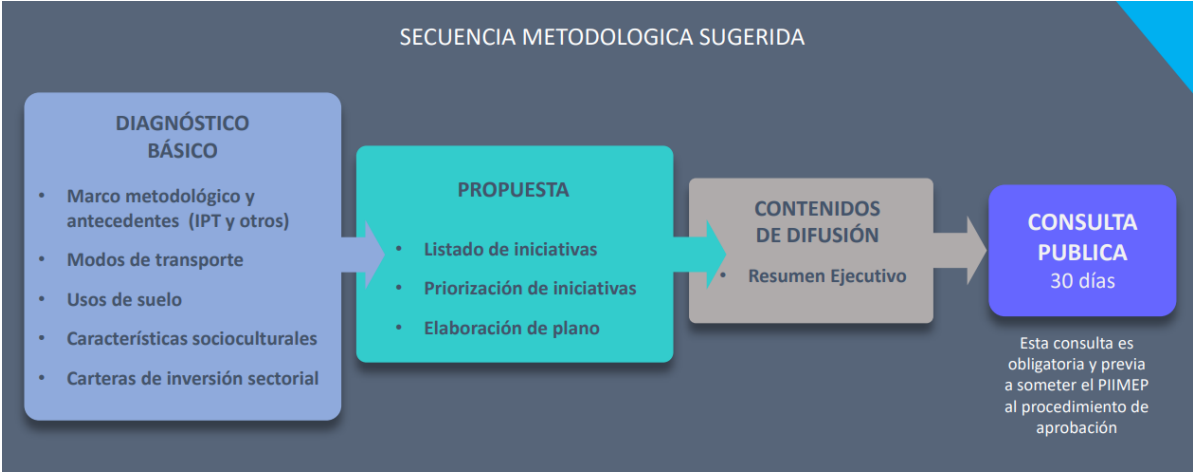 SECUENCIA METODOLOGICA SUGERIDA
DIAGNÓSTICO
BÁSICO
• Marco metodológico y
antecedentes (IPT y otros)
• Modos de transporte
• Usos de suelo
• Características socioculturales
• Carteras de inversión sectorial
PROPUESTA
• Listado de iniciativas
• Priorización de iniciativas
• Elaboración de plano
CONTENIDOS
DE DIFUSIÓN
• Resumen Ejecutivo
CONSULTA
PUBLICA
30 días
Esta consulta es
obligatoria y previa
a someter el PIIMEP
al procedimiento de
aprobación